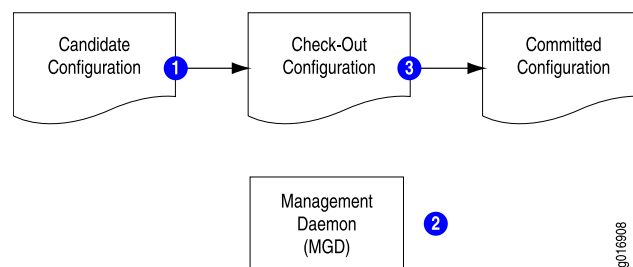 Candidate
Configuration
1
Check-Out
Configuration
3
Committed
Configuration
Management
Daemon
(MGD)
2
g016908